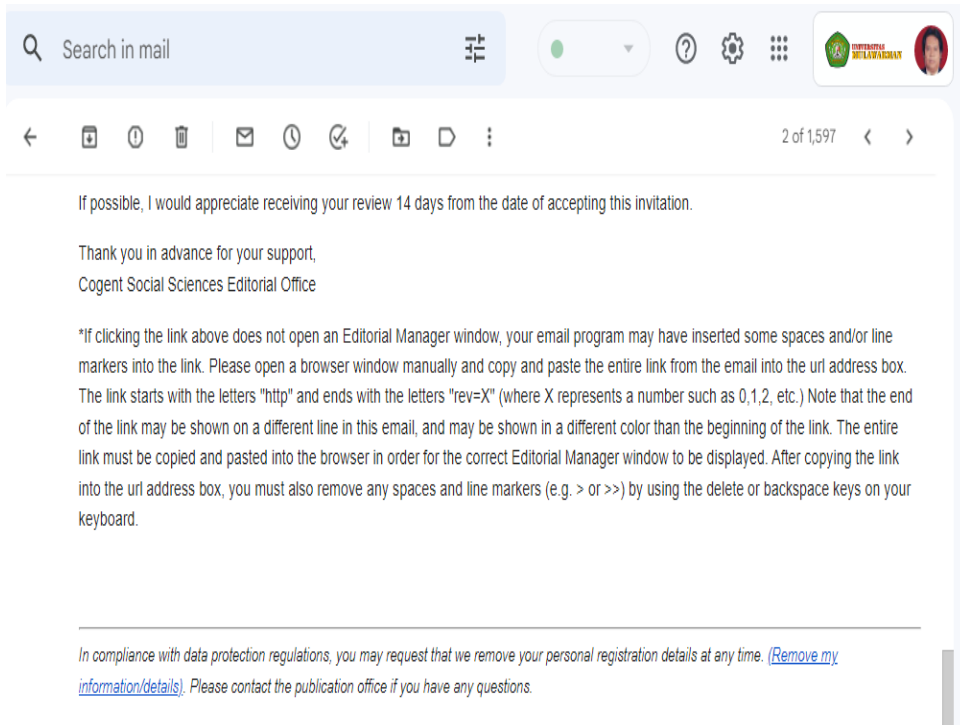 Search in mail
UNIVERSITAS
MULAWARMAN
2 of 1,597
If possible, I would appreciate receiving your review 14 days from the date of accepting this invitation.
Thank you in advance for your support,
Cogent Social Sciences Editorial Office
*If clicking the link above does not open an Editorial Manager window, your email program may have inserted some spaces and/or line
markers into the link. Please open a browser window manually and copy and paste the entire link from the email into the url address box.
The link starts with the letters "http" and ends with the letters "rev=X" (where X represents a number such as 0,1,2, etc.) Note that the end
of the link may be shown on a different line in this email, and may be shown in a different color than the beginning of the link. The entire
link must be copied and pasted into the browser in order for the correct Editorial Manager window to be displayed. After copying the link
into the url address box, you must also remove any spaces and line markers (e.g. > or >>) by using the delete or backspace keys on your
keyboard.
In compliance with data protection regulations, you may request that we remove your personal registration details at any time. (Remove my
information/details). Please contact the publication office if you have any questions.